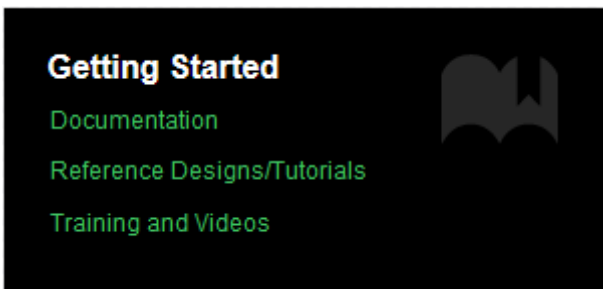 Getting Started
Documentation
Reference Designs/Tutorials
Training and Videos